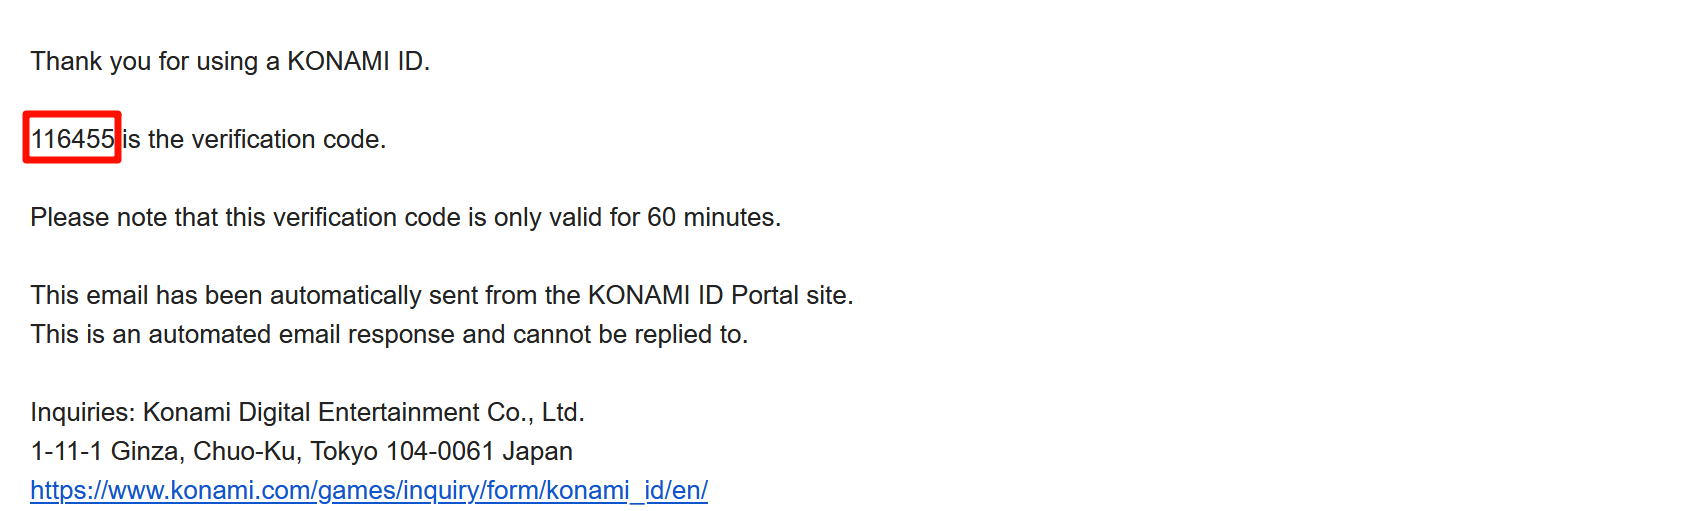 Thank you for using a KONAMI ID.
116455 is the verification code.
Please note that this verification code is only valid for 60 minutes.
This email has been automatically sent from the KONAMI ID Portal site.
This is an automated email response and cannot be replied to.
Inquiries: Konami Digital Entertainment Co., Ltd.
1-11-1 Ginza, Chuo-Ku, Tokyo 104-0061 Japan
https://www.konami.com/games/inquiry/form/konami_id/en/